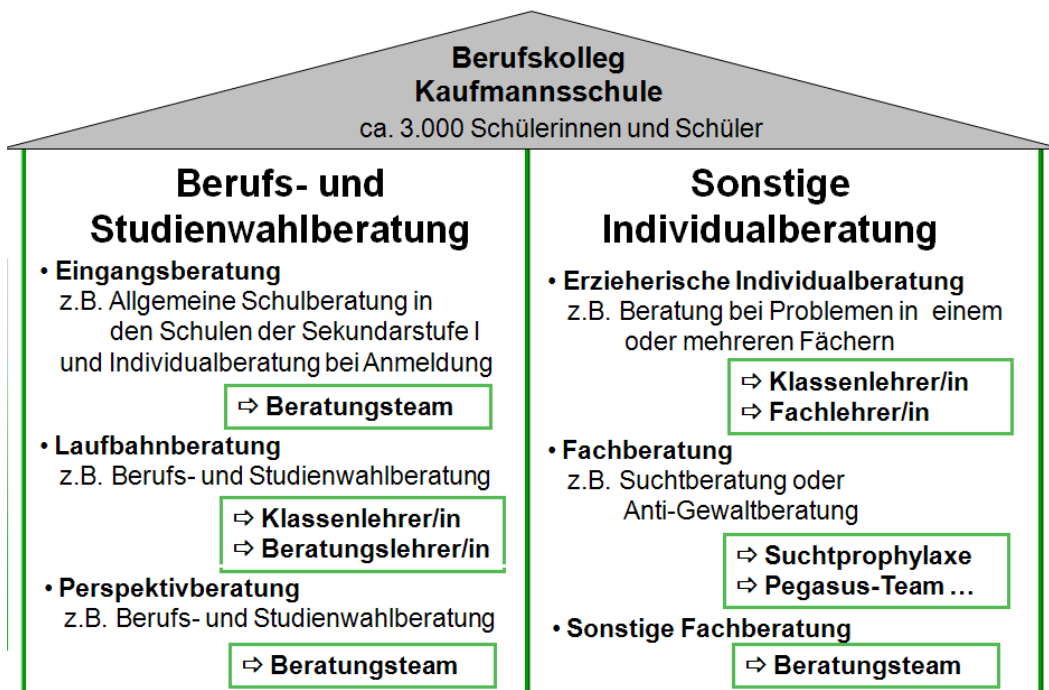 Berufskolleg
Kaufmannsschule
ca. 3.000 Schülerinnen und Schüler
Berufs- und
Studienwahlberatung
• Eingangsberatung
z.B. Allgemeine Schulberatung in
den Schulen der Sekundarstufe I
und Individualberatung bei Anmeldung
⇨ Beratungsteam
• Laufbahnberatung
z.B. Berufs- und Studienwahlberatung
⇨ Klassenlehrer/in
⇨ Beratungslehrer/in
• Perspektivberatung
z.B. Berufs- und Studienwahlberatung
⇨ Beratungsteam
Sonstige
Individualberatung
• Erzieherische Individualberatung
z.B. Beratung bei Problemen in einem
oder mehreren Fächern
⇨ Klassenlehrer/in
⇨ Fachlehrer/in
• Fachberatung
z.B. Suchtberatung oder
Anti-Gewaltberatung
⇨ Suchtprophylaxe
⇨ Pegasus-Team …
• Sonstige Fachberatung
⇨ Beratungsteam